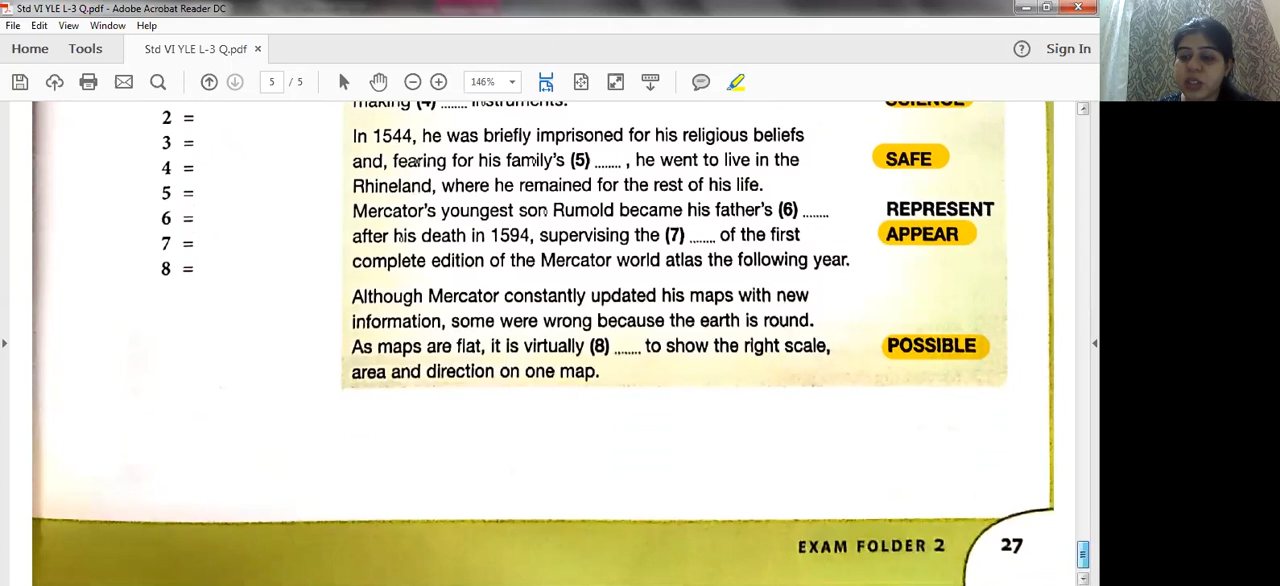 Std VI YLE L-3 Q.pdf - Adobe Acrobat Reader DC
File Edit View Window Help
Home Tools Std VI YLE L-3 Q.pdf × ? Sign In
5 / 5 146%
making (4) ........ instruments. SCIENCE
2 =
In 1544, he was briefly imprisoned for his religious beliefs
3 =
and, fearing for his family's (5) ........ , he went to live in the SAFE
4 =
Rhineland, where he remained for the rest of his life.
5 =
Mercator's youngest son Rumold became his father's (6) ........ REPRESENT
6 =
after his death in 1594, supervising the (7) ........ of the first APPEAR
7 =
complete edition of the Mercator world atlas the following year.
8 =
Although Mercator constantly updated his maps with new
information, some were wrong because the earth is round.
As maps are flat, it is virtually (8) ........ to show the right scale, POSSIBLE
area and direction on one map.
EXAM FOLDER 2 27